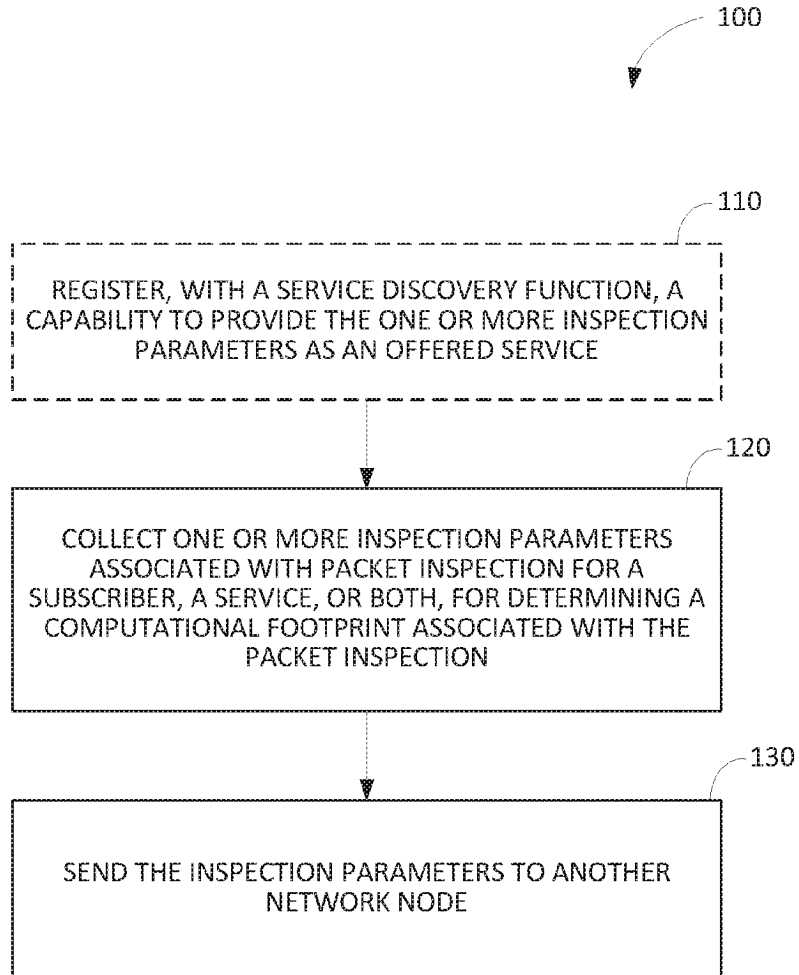 100
110
REGISTER, WITH A SERVICE DISCOVERY FUNCTION, A
CAPABILITY TO PROVIDE THE ONE OR MORE INSPECTION
PARAMETERS AS AN OFFERED SERVICE
120
COLLECT ONE OR MORE INSPECTION PARAMETERS
ASSOCIATED WITH PACKET INSPECTION FOR A
SUBSCRIBER, A SERVICE, OR BOTH, FOR DETERMINING A
COMPUTATIONAL FOOTPRINT ASSOCIATED WITH THE
PACKET INSPECTION
130
SEND THE INSPECTION PARAMETERS TO ANOTHER
NETWORK NODE